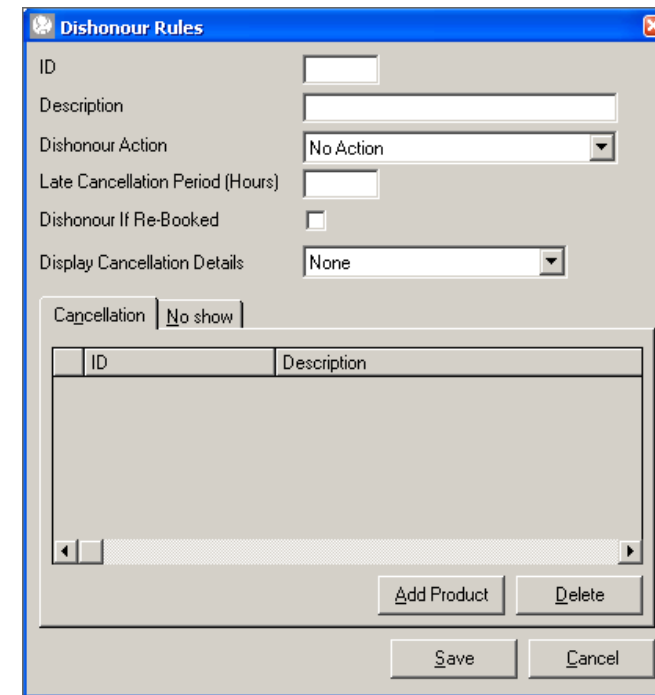 Dishonour Rules
ID
Description
Dishonour Action No Action
Late Cancellation Period (Hours)
Dishonour If Re-Booked
Display Cancellation Details None
Cancellation No show
ID Description
Add Product Delete
Save Cancel